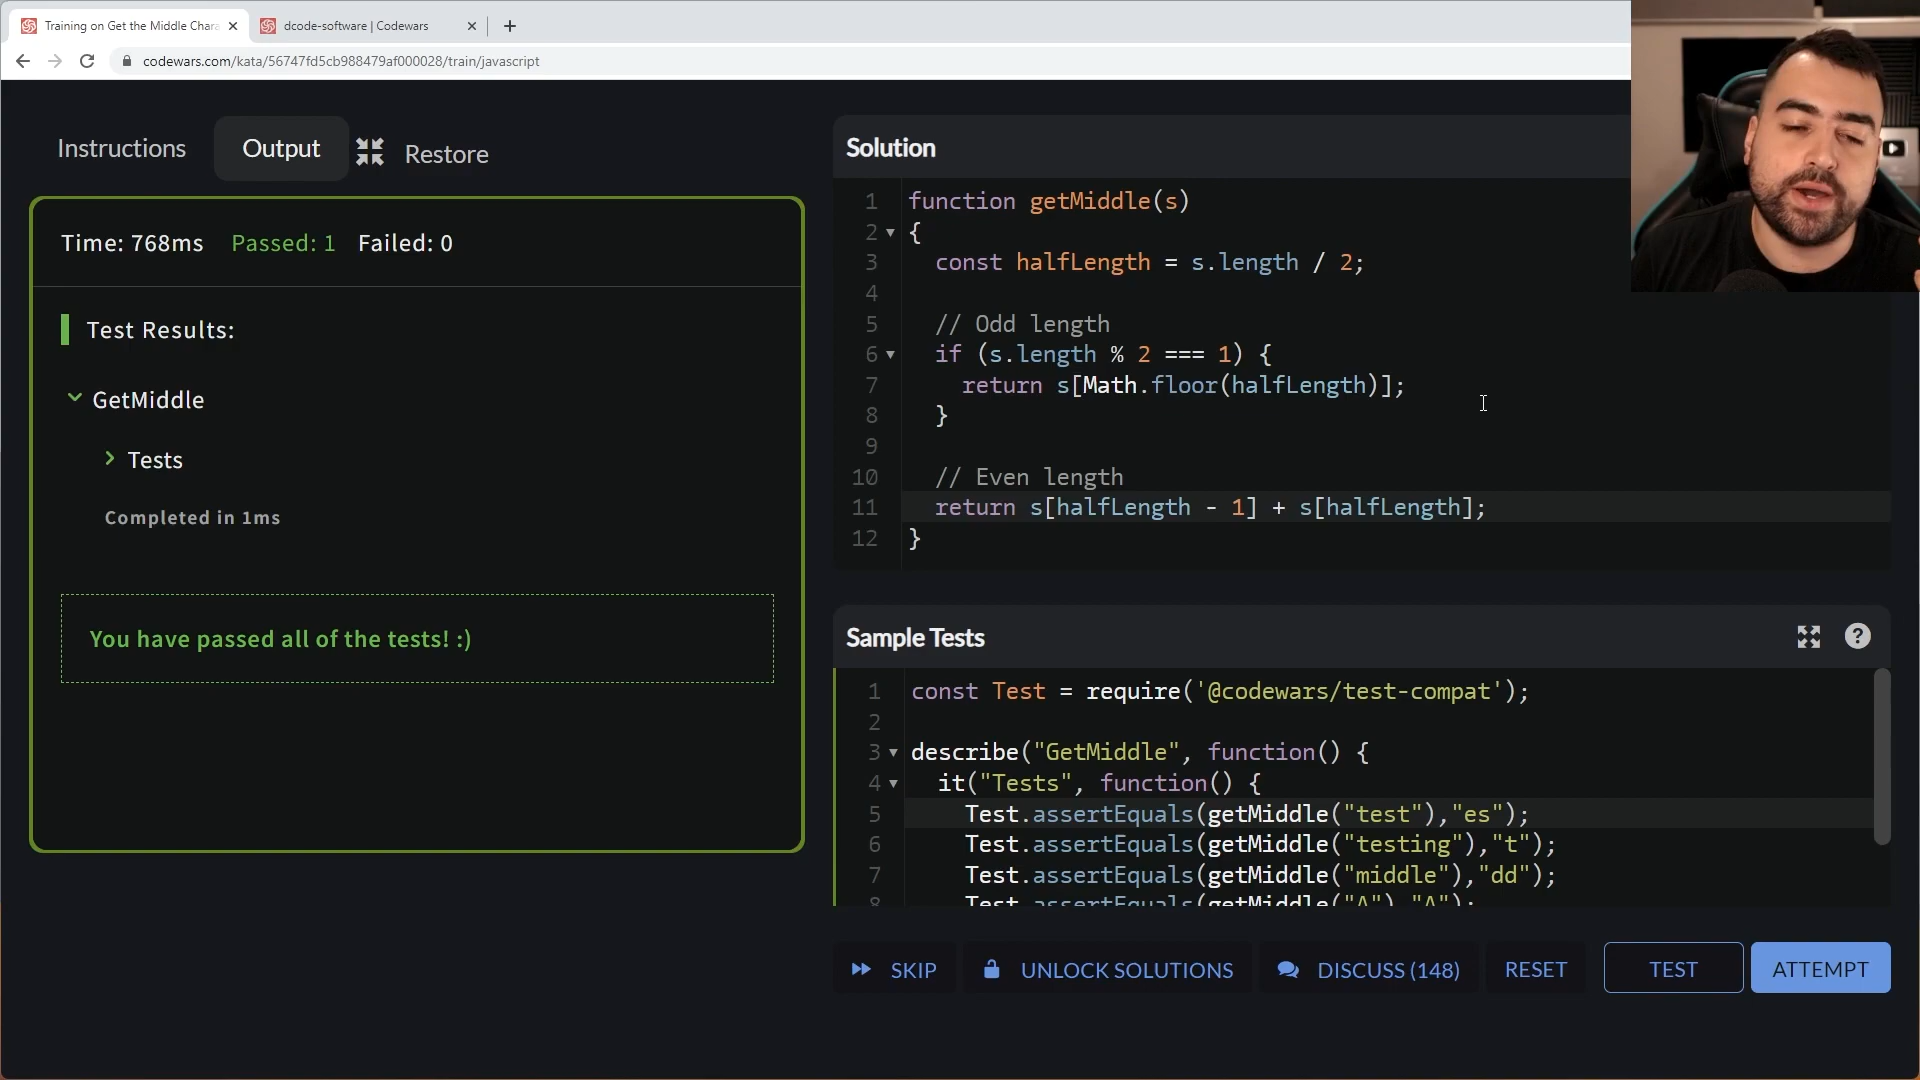 Training on Get the Middle Chara
dcode-software | Codewars
codewars.com/kata/56747fd5cb988479af000028/train/javascript
Instructions
Output
Restore
Time: 768ms Passed: 1 Failed: 0
Test Results:
GetMiddle
Tests
Completed in 1ms
You have passed all of the tests! :)
Solution
1 function getMiddle(s)
2 {
3 const halfLength = s.length / 2;
4
5 // Odd length
6 if (s.length % 2 === 1) {
7 return s[Math.floor(halfLength)];
8 }
9
10 // Even length
11 return s[halfLength - 1] + s[halfLength];
12 }
Sample Tests
?
1 const Test = require('@codewars/test-compat');
2
3 describe("GetMiddle", function() {
4 it("Tests", function() {
5 Test.assertEquals(getMiddle("test"),"es");
6 Test.assertEquals(getMiddle("testing"),"t");
7 Test.assertEquals(getMiddle("middle"),"dd");
8 Test.assertEquals(getMiddle("A"),"A");
SKIP
UNLOCK SOLUTIONS
DISCUSS (148)
RESET
TEST
ATTEMPT